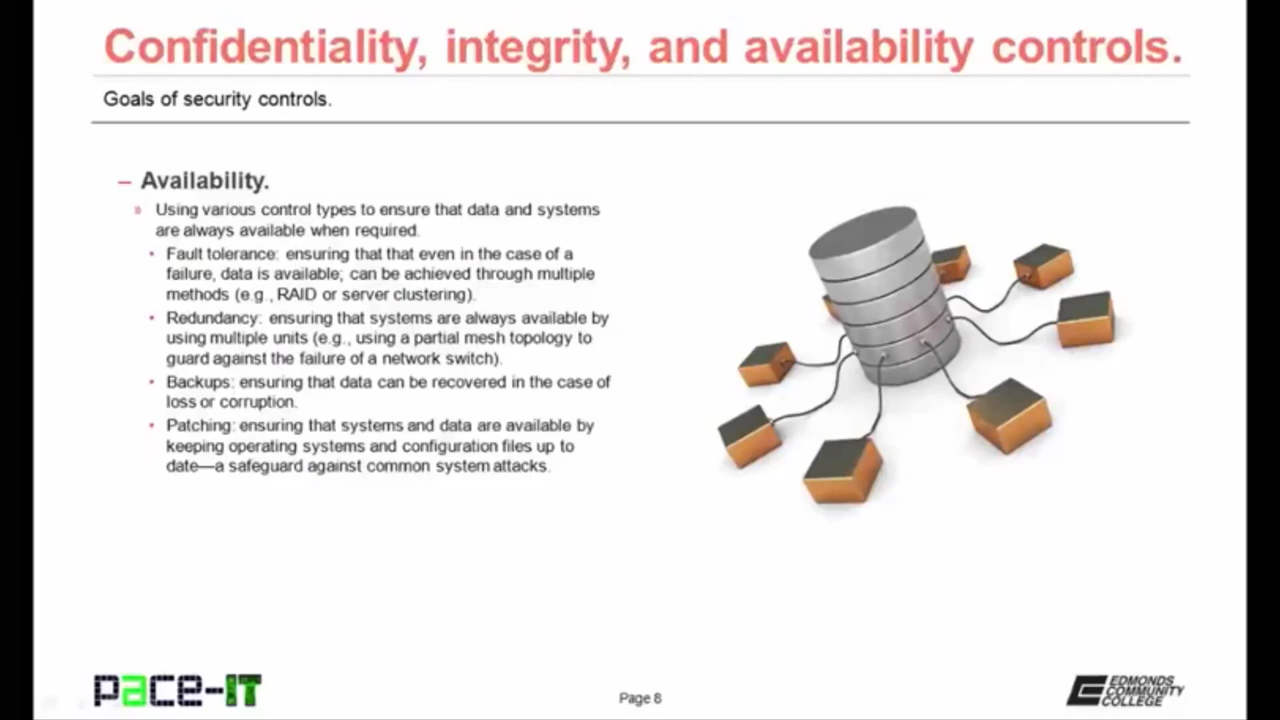 Confidentiality, integrity, and availability controls.
Goals of security controls.
– Availability.
» Using various control types to ensure that data and systems
are always available when required.
• Fault tolerance: ensuring that that even in the case of a
failure, data is available; can be achieved through multiple
methods (e.g., RAID or server clustering).
• Redundancy: ensuring that systems are always available by
using multiple units (e.g., using a partial mesh topology to
guard against the failure of a network switch).
• Backups: ensuring that data can be recovered in the case of
loss or corruption.
• Patching: ensuring that systems and data are available by
keeping operating systems and configuration files up to
date—a safeguard against common system attacks.
pace-IT
Page 8
EDMONDS
COMMUNITY
COLLEGE